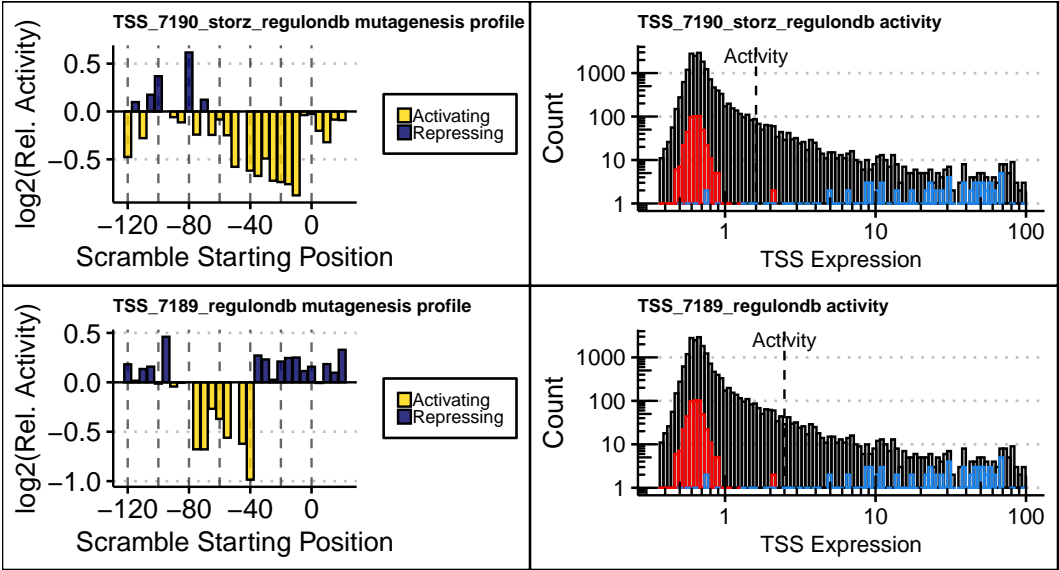 TSS_7190_storz_regulondb mutagenesis profile
log2(Rel. Activity)
0.5
0.0
−0.5
−120
−80
−40
0
Scramble Starting Position
Activating
Repressing
TSS_7190_storz_regulondb activity
Activity
Count
1000
100
10
1
1
10
100
TSS Expression
TSS_7189_regulondb mutagenesis profile
log2(Rel. Activity)
0.5
0.0
−0.5
−1.0
−120
−80
−40
0
Scramble Starting Position
Activating
Repressing
TSS_7189_regulondb activity
Activity
Count
1000
100
10
1
1
10
100
TSS Expression